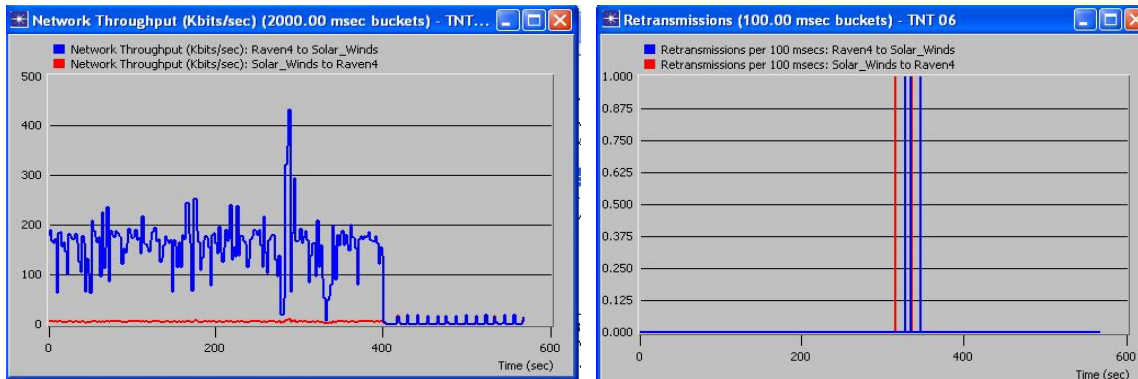 Network Throughput (Kbits/sec) (2000.00 msec buckets) - TNT...
Network Throughput (Kbits/sec): Raven4 to Solar_Winds
Network Throughput (Kbits/sec): Solar_Winds to Raven4
500
400
300
200
100
0
0
200
400
600
Time (sec)
Retransmissions (100.00 msec buckets) - TNT 06
Retransmissions per 100 msecs: Raven4 to Solar_Winds
Retransmissions per 100 msecs: Solar_Winds to Raven4
1.000
0.875
0.750
0.625
0.500
0.375
0.250
0.125
0.000
0
200
400
600
Time (sec)